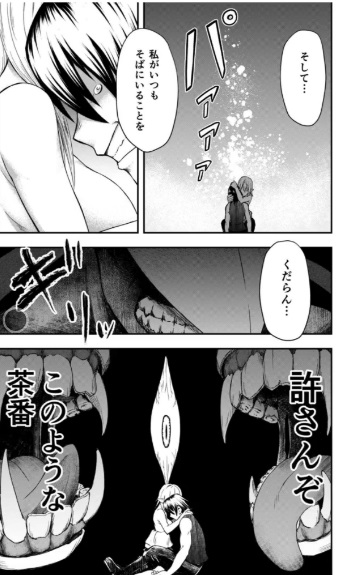 そして…
パアァァ
私がいつも
そばにいることを
くだらん…
ギリッ
許さんぞ
このような
茶番